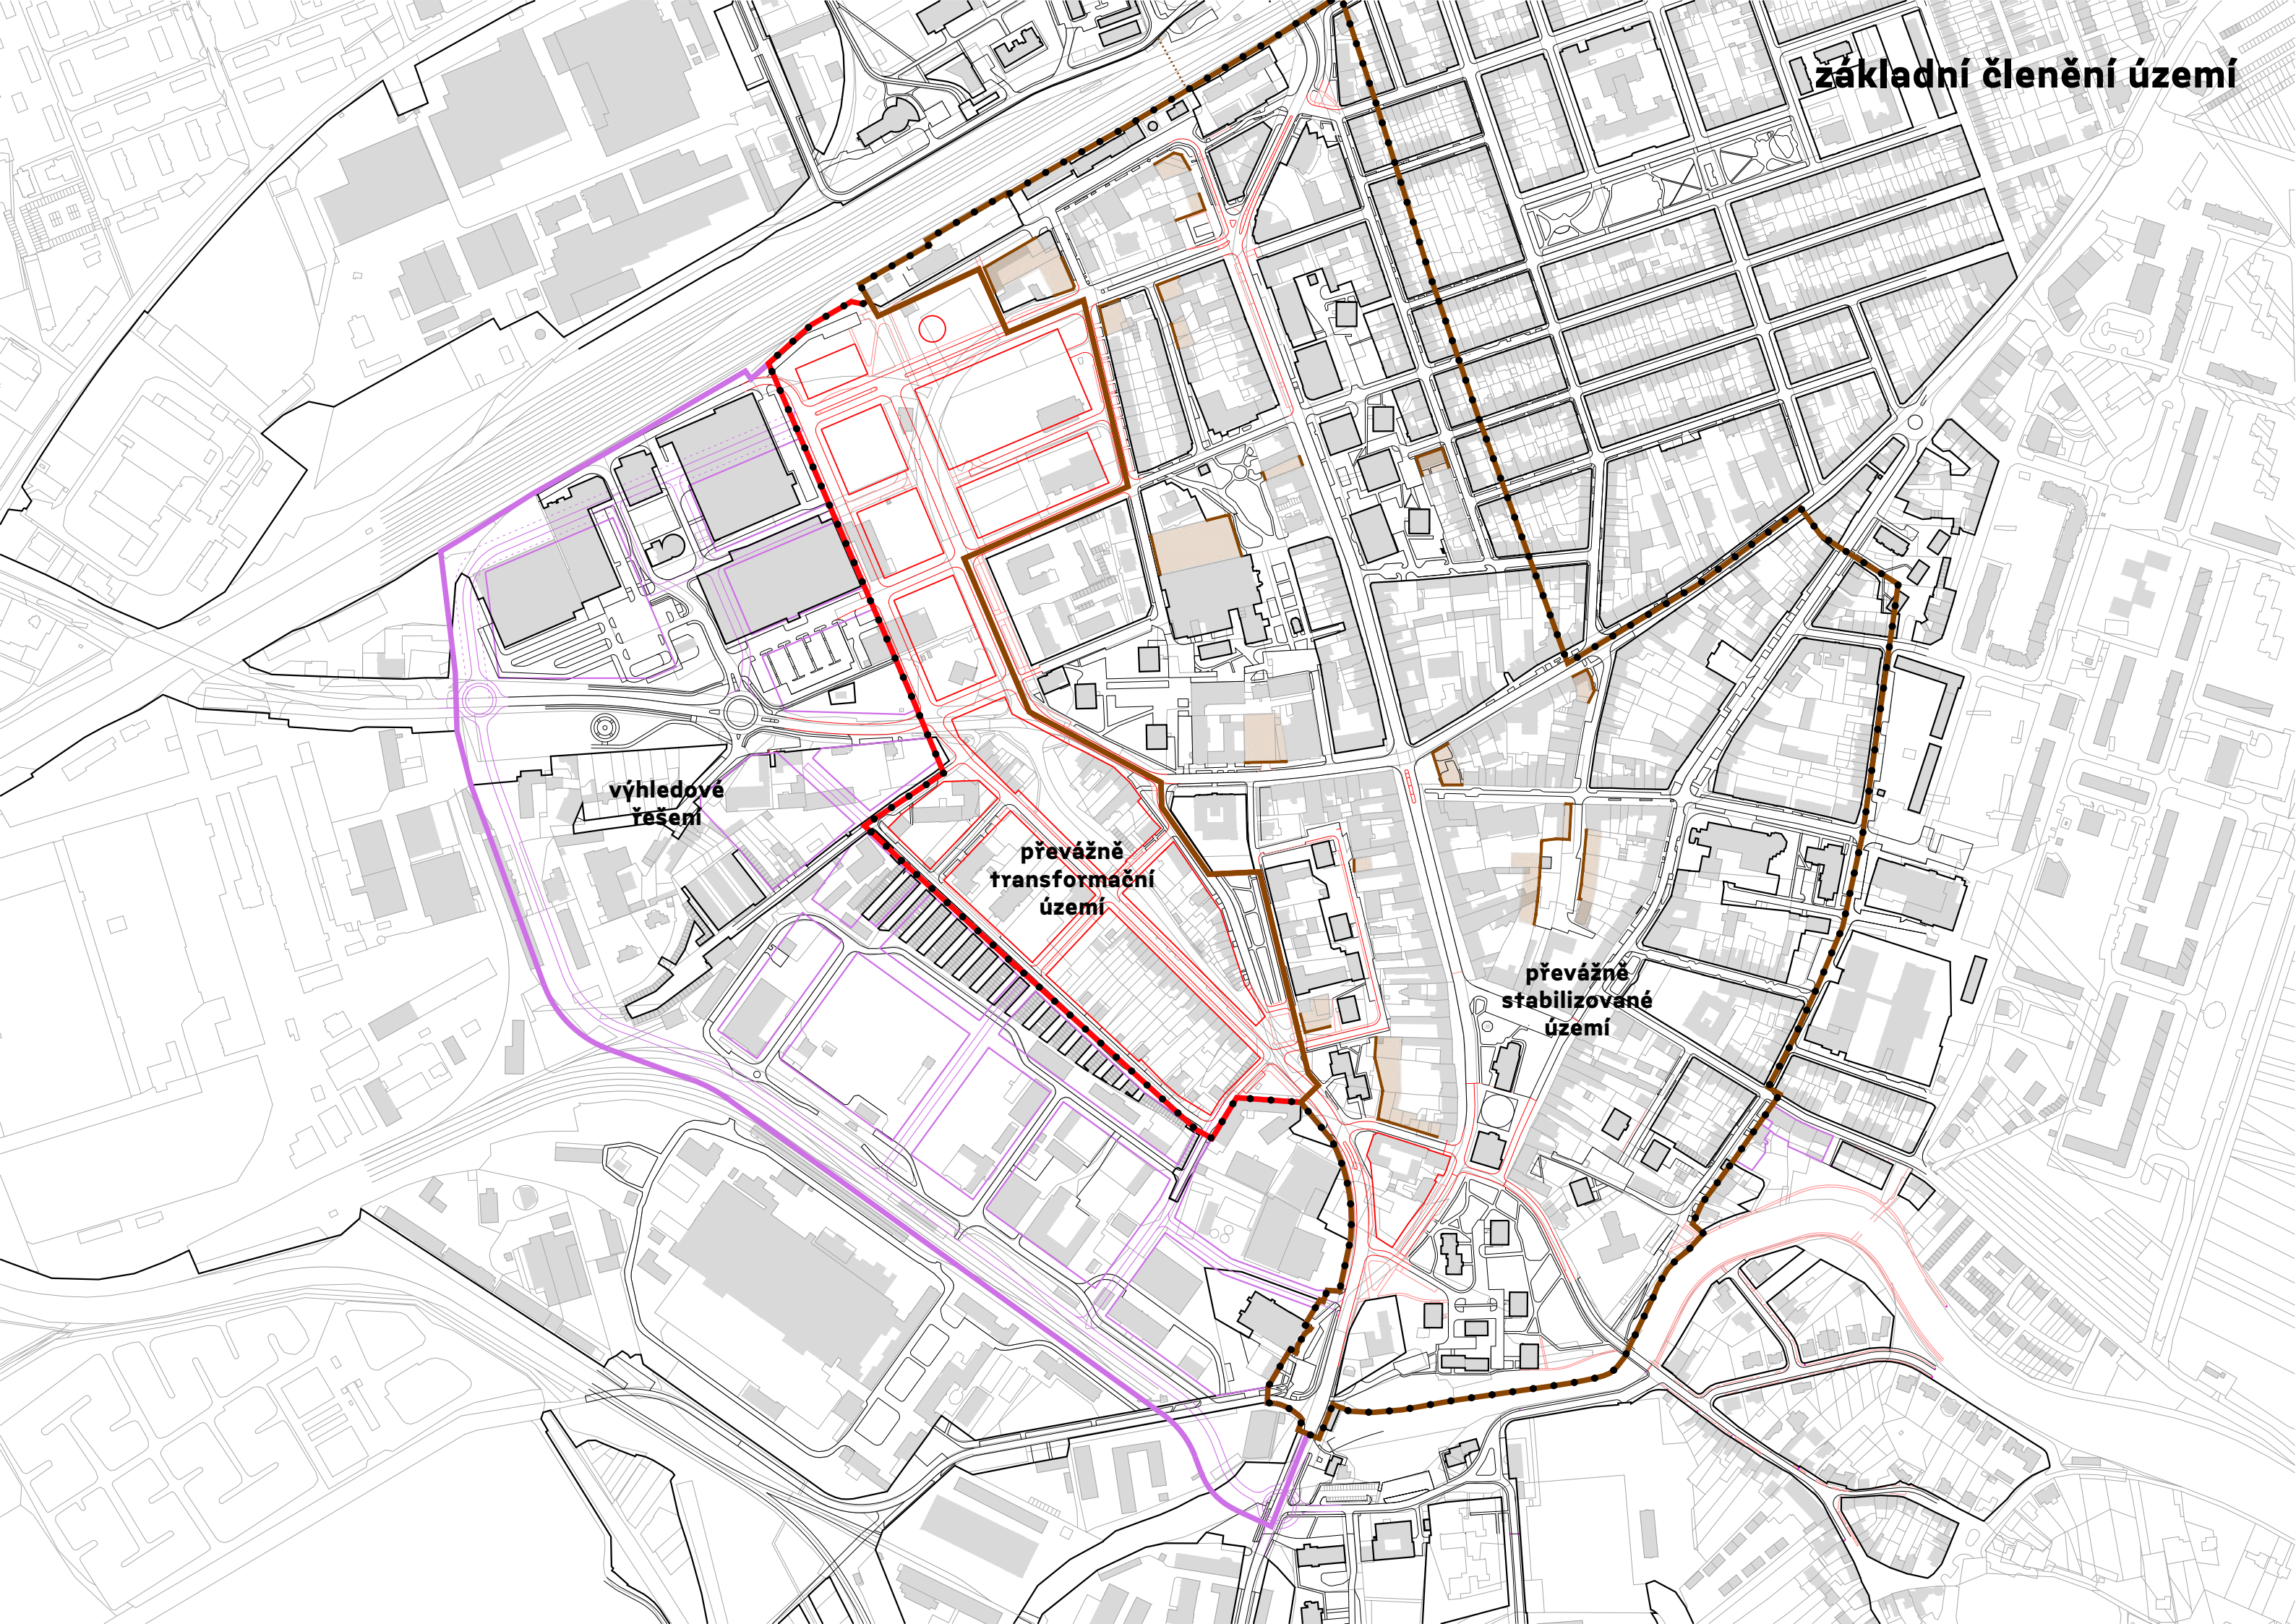 základní členění území
výhledové
řešení
převážně
transformační
území
převážně
stabilizované
území